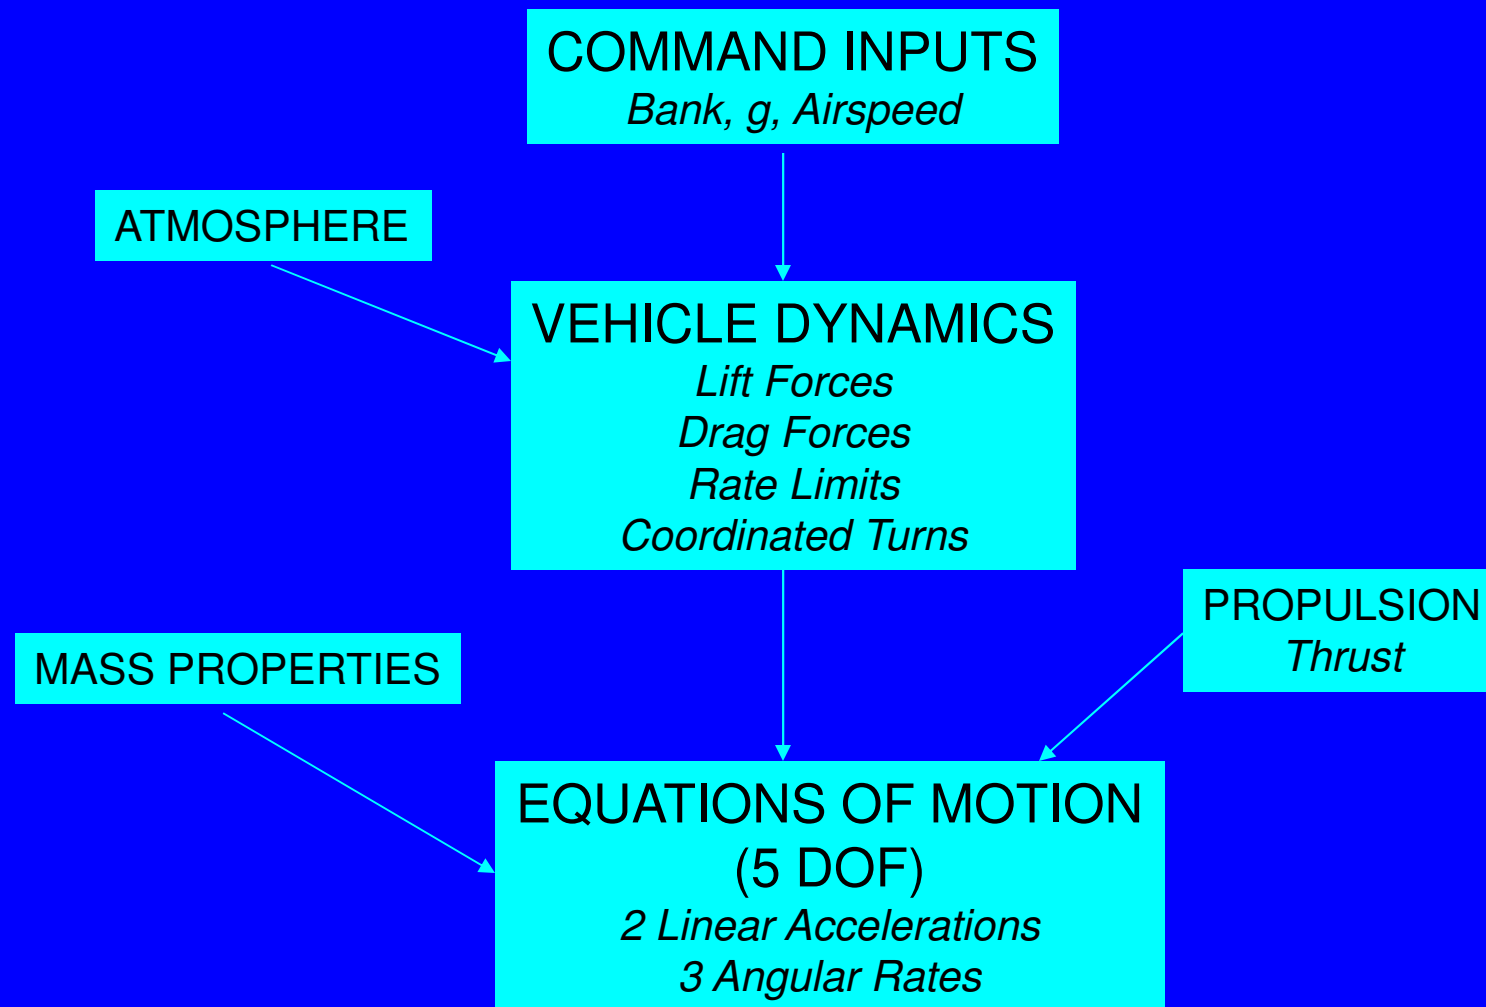 COMMAND INPUTS
Bank, g, Airspeed
ATMOSPHERE
VEHICLE DYNAMICS
Lift Forces
Drag Forces
Rate Limits
Coordinated Turns
PROPULSION
Thrust
MASS PROPERTIES
EQUATIONS OF MOTION
(5 DOF)
2 Linear Accelerations
3 Angular Rates